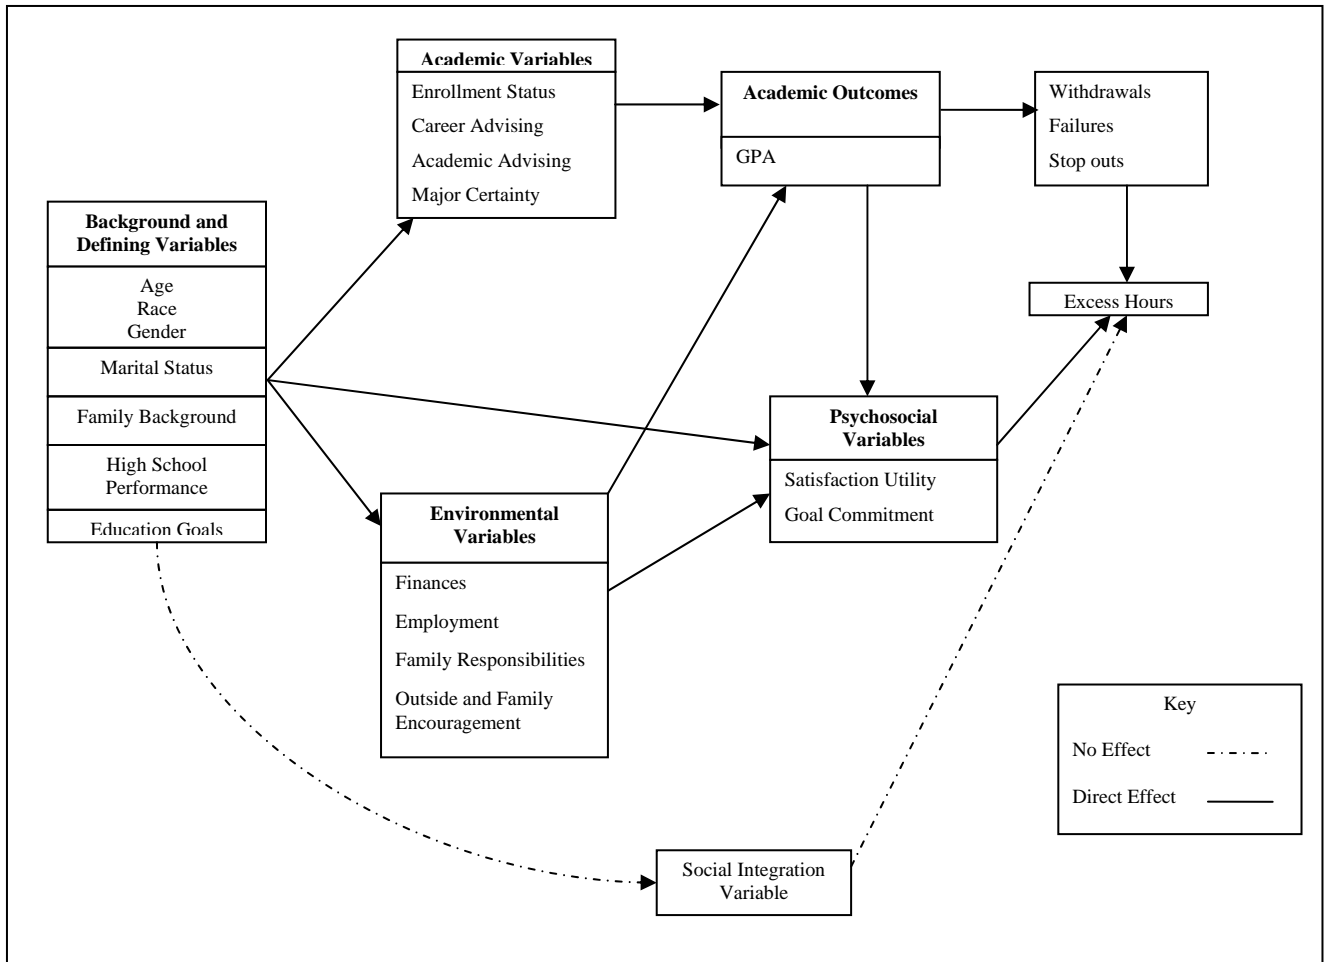 Academic Variables
Enrollment Status
Career Advising
Academic Advising
Major Certainty
Academic Outcomes
GPA
Withdrawals
Failures
Stop outs
Background and
Defining Variables
Age
Race
Gender
Marital Status
Family Background
High School
Performance
Education Goals
Excess Hours
Psychosocial
Variables
Satisfaction Utility
Goal Commitment
Environmental
Variables
Finances
Employment
Family Responsibilities
Outside and Family
Encouragement
Key
No Effect
Direct Effect
Social Integration
Variable